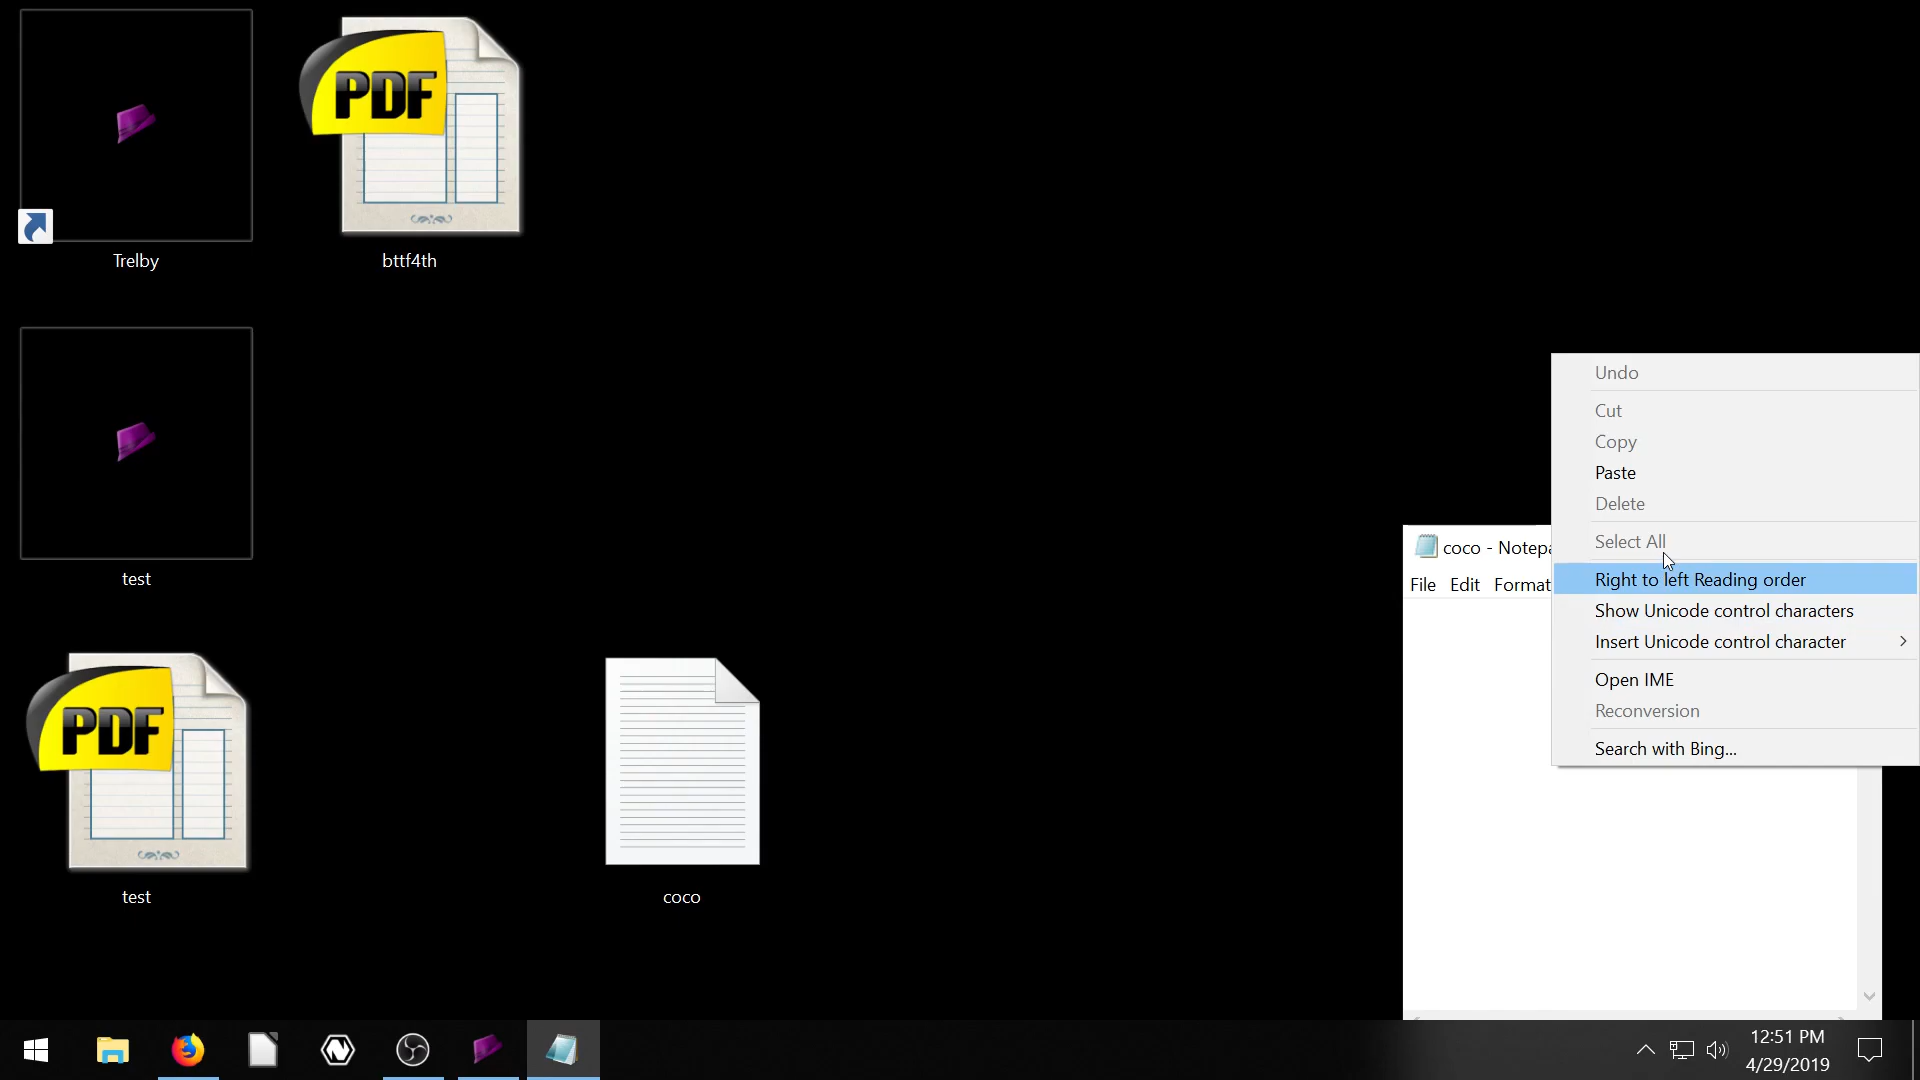 PDF
Trelby
bttf4th
test
PDF
test
coco
coco - Notepa
File Edit Format
Undo
Cut
Copy
Paste
Delete
Select All
Right to left Reading order
Show Unicode control characters
Insert Unicode control character
Open IME
Reconversion
Search with Bing...
12:51 PM
4/29/2019